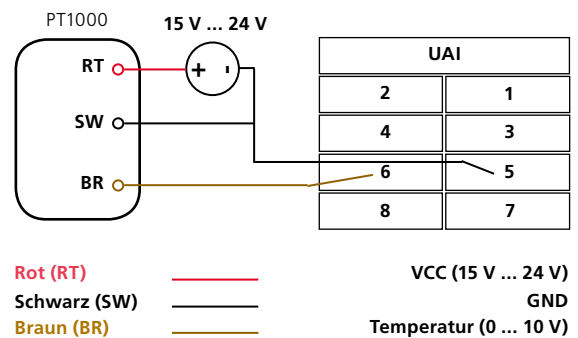 PT1000
15 V ... 24 V
RT
+ -
SW
BR
UAI
2 1
4 3
6 5
8 7
Rot (RT) VCC (15 V ... 24 V)
Schwarz (SW) GND
Braun (BR) Temperatur (0 ... 10 V)